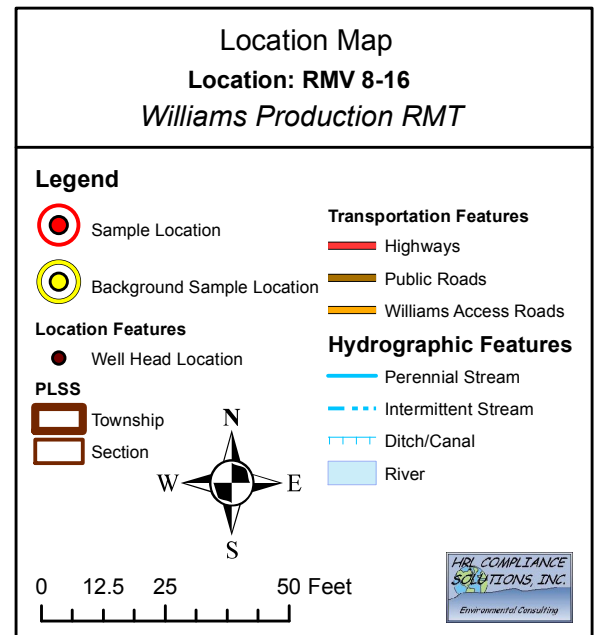 Location Map
Location: RMV 8-16
Williams Production RMT
Legend
Sample Location
Background Sample Location
Location Features
Well Head Location
PLSS
Township
Section
Transportation Features
Highways
Public Roads
Williams Access Roads
Hydrographic Features
Perennial Stream
Intermittent Stream
Ditch/Canal
River
N
W E
S
0 12.5 25 50 Feet
HRL COMPLIANCE
SOLUTIONS, INC.
Environmental Consulting